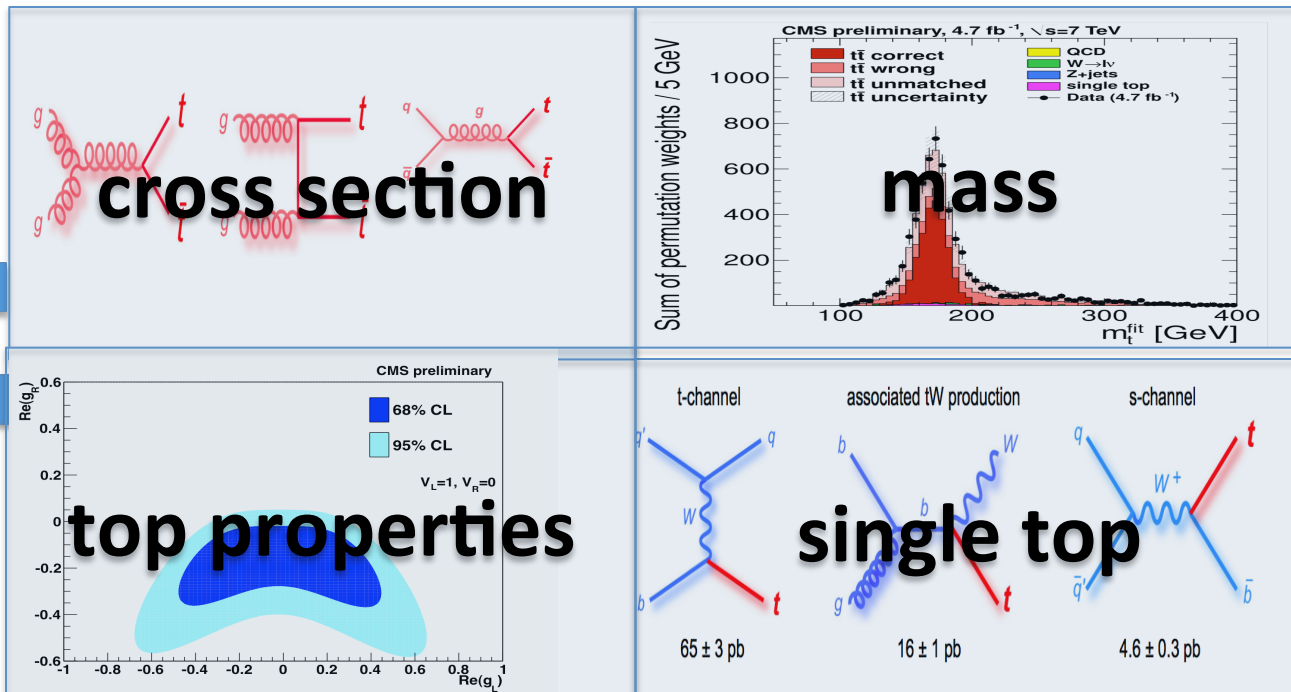 cross section
g
g
t
t̄
g
g
t
t
q
q̄
g
t
t̄
mass
CMS preliminary, 4.7 fb⁻¹, √s=7 TeV
tt̄ correct
tt̄ wrong
tt̄ unmatched
tt̄ uncertainty
QCD
W→lν
Z+jets
single top
Data (4.7 fb⁻¹)
Sum of permutation weights / 5 GeV
1000
800
600
400
200
100 200 300 400
m_t^fit [GeV]
top properties
CMS preliminary
68% CL
95% CL
V_L=1, V_R=0
Re(g_R)
0.6
0.4
0.2
0
-0.2
-0.4
-0.6
-1 -0.8 -0.6 -0.4 -0.2 0 0.2 0.4 0.6 0.8 1
Re(g_L)
single top
t-channel associated tW production s-channel
q'
q
W
b
t
b
W
b
g
t
q
q̄'
W⁺
t
b̄
65 ± 3 pb 16 ± 1 pb 4.6 ± 0.3 pb